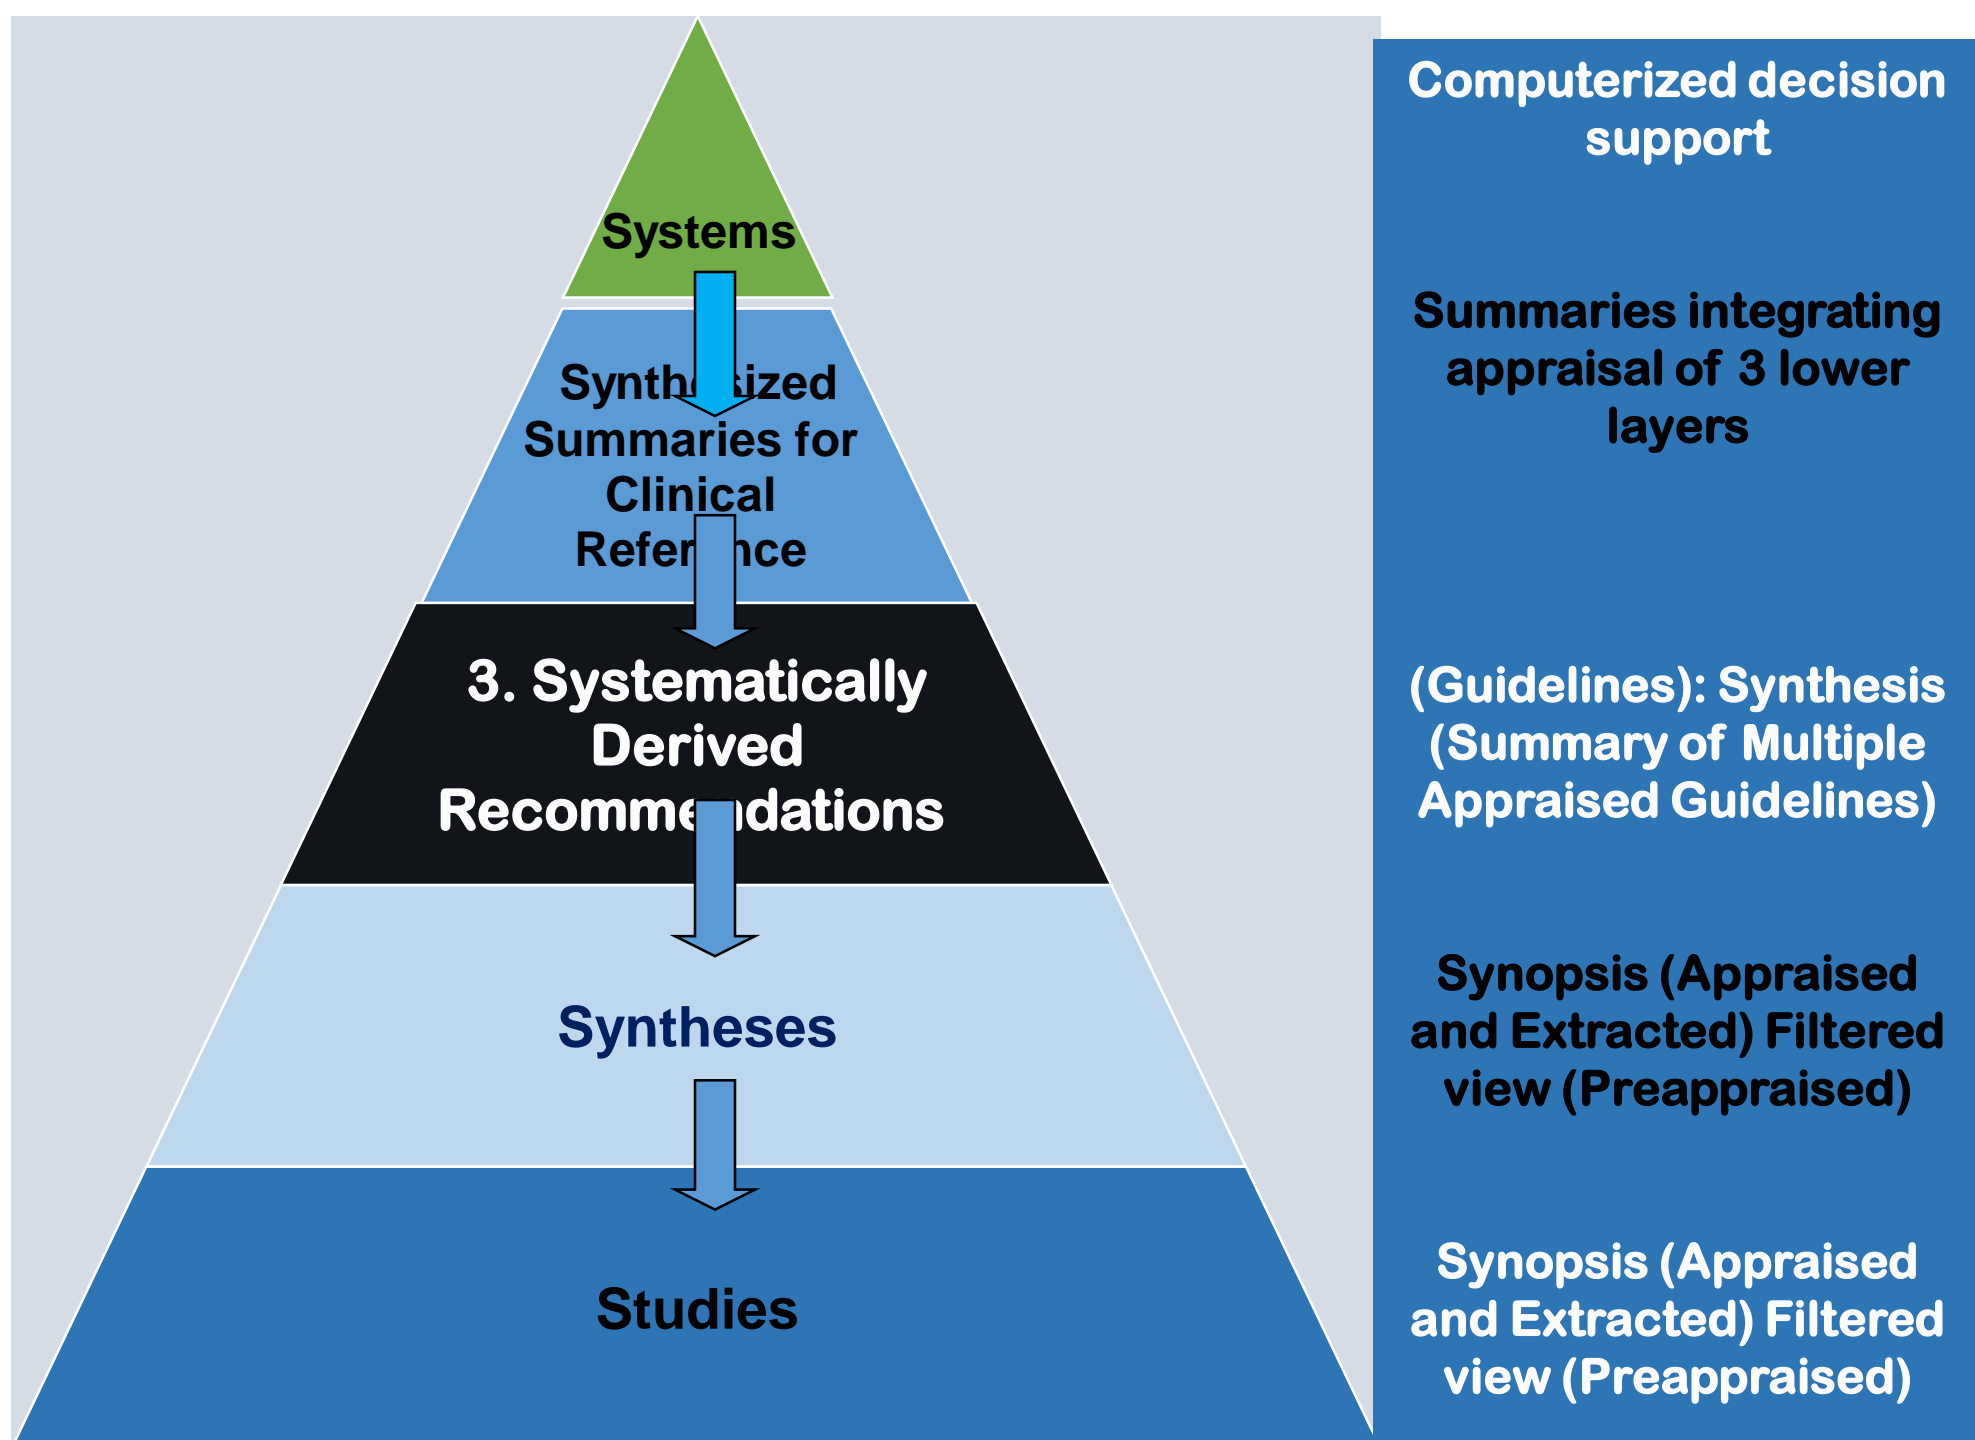 Systems
Synthesized
Summaries for
Clinical
Reference
3. Systematically
Derived
Recommendations
Syntheses
Studies
Computerized decision
support
Summaries integrating
appraisal of 3 lower
layers
(Guidelines): Synthesis
(Summary of Multiple
Appraised Guidelines)
Synopsis (Appraised
and Extracted) Filtered
view (Preappraised)
Synopsis (Appraised
and Extracted) Filtered
view (Preappraised)